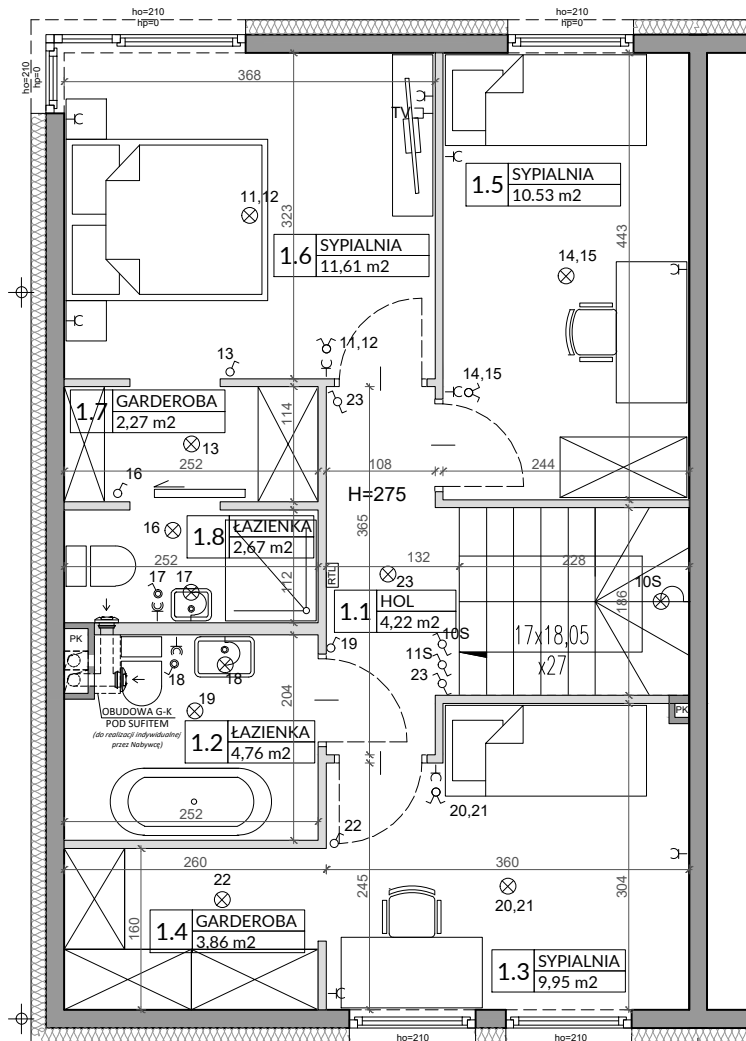 ho=210
hp=0
ho=210
hp=0
ho=210
hp=0
368
TV
1.5
SYPIALNIA
10.53 m2
11,12
323
1.6
SYPIALNIA
11,61 m2
443
14,15
11,12
13
14,15
23
1.7
GARDEROBA
2,27 m2
114
13
252
108
244
16
H=275
16
1.8
ŁAZIENKA
2,67 m2
365
252
112
132
228
17
17
RTL
23
186
10S
1.1
HOL
4,22 m2
17x18,05
x27
PK
10S
19
11S
18
18
23
204
OBUDOWA G-K
POD SUFITEM
(do realizacji indywidualnej
przez Nabywcę)
19
1.2
ŁAZIENKA
4,76 m2
PK
252
20,21
22
260
360
22
245
304
20,21
160
1.4
GARDEROBA
3,86 m2
1.3
SYPIALNIA
9,95 m2
ho=210
ho=210